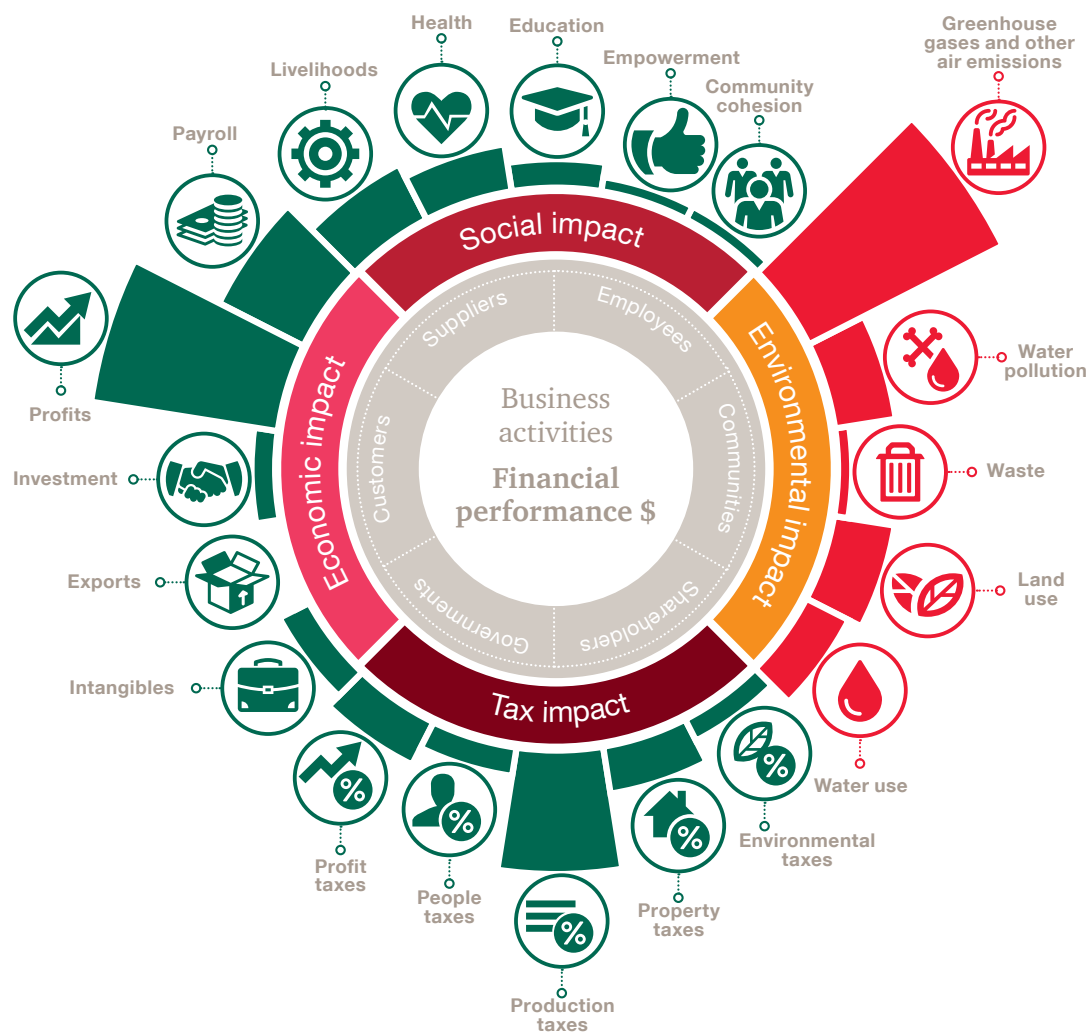 Health
Education
Greenhouse
gases and other
air emissions
Livelihoods
Empowerment
Community
cohesion
Payroll
Social impact
Profits
Economic impact
Environmental impact
Suppliers
Employees
Customers
Communities
Governments
Shareholders
Business
activities
Financial
performance $
Water
pollution
Investment
Waste
Exports
Land
use
Intangibles
Tax impact
Water use
%
Profit
taxes
%
People
taxes
%
Production
taxes
%
Property
taxes
%
Environmental
taxes